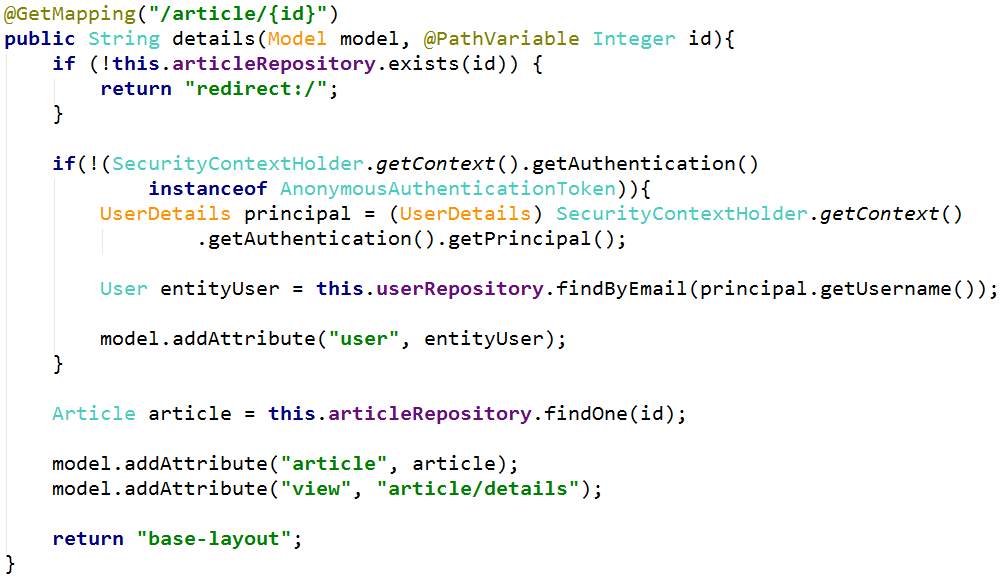 @GetMapping("/article/{id}")
public String details(Model model, @PathVariable Integer id){
    if (!this.articleRepository.exists(id)) {
        return "redirect:/";
    }

    if(!(SecurityContextHolder.getContext().getAuthentication()
            instanceof AnonymousAuthenticationToken)){
        UserDetails principal = (UserDetails) SecurityContextHolder.getContext()
                .getAuthentication().getPrincipal();

        User entityUser = this.userRepository.findByEmail(principal.getUsername());

        model.addAttribute("user", entityUser);
    }

    Article article = this.articleRepository.findOne(id);

    model.addAttribute("article", article);
    model.addAttribute("view", "article/details");

    return "base-layout";
}